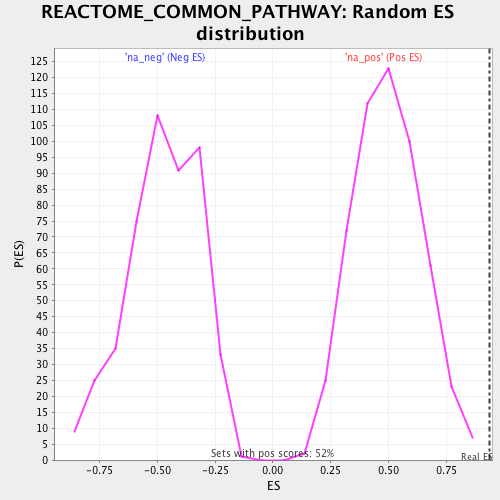 REACTOME_COMMON_PATHWAY: Random ES
distribution
'na_neg' (Neg ES)
'na_pos' (Pos ES)
125
120
115
110
105
100
95
90
85
80
75
70
65
60
55
50
45
40
35
30
25
20
15
10
5
0
P(ES)
Sets with pos scores: 52%
Real ES
-0.75 -0.50 -0.25 0.00 0.25 0.50 0.75
ES